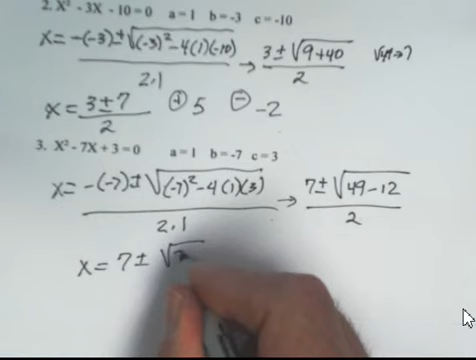 2. X² - 3X - 10 = 0 a = 1 b = -3 c = -10
x = -(-3) ± √(-3)² - 4(1)(-10) / 2·1 → 3 ± √9+40 / 2 √49 → 7
x = 3 ± 7 / 2 ⊕ 5 ⊖ -2
3. X² - 7X + 3 = 0 a = 1 b = -7 c = 3
x = -(-7) ± √(-7)² - 4(1)(3) / 2·1 → 7 ± √49-12 / 2
x = 7 ± √